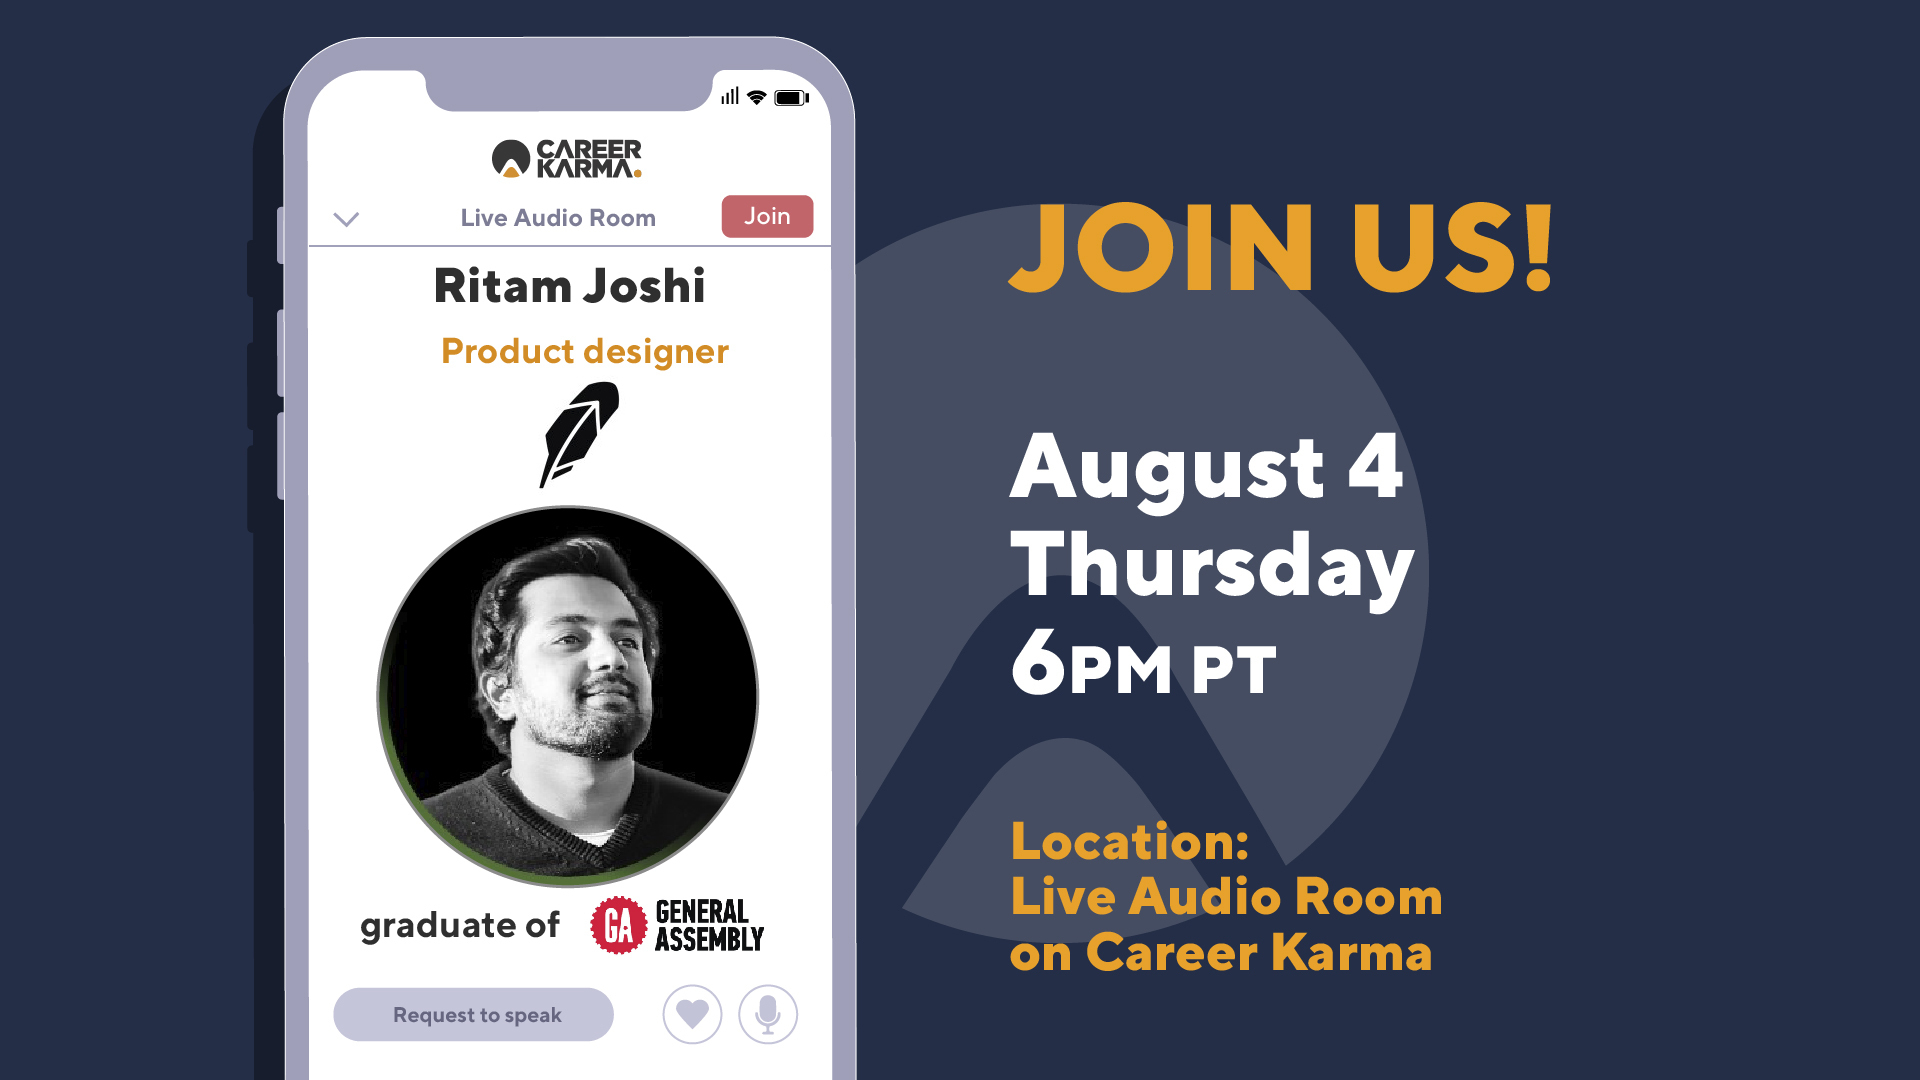 CAREER
KARMA.
Live Audio Room
Join
Ritam Joshi
Product designer
graduate of
GA
GENERAL
ASSEMBLY
Request to speak
JOIN US!
August 4
Thursday
6PM PT
Location:
Live Audio Room
on Career Karma